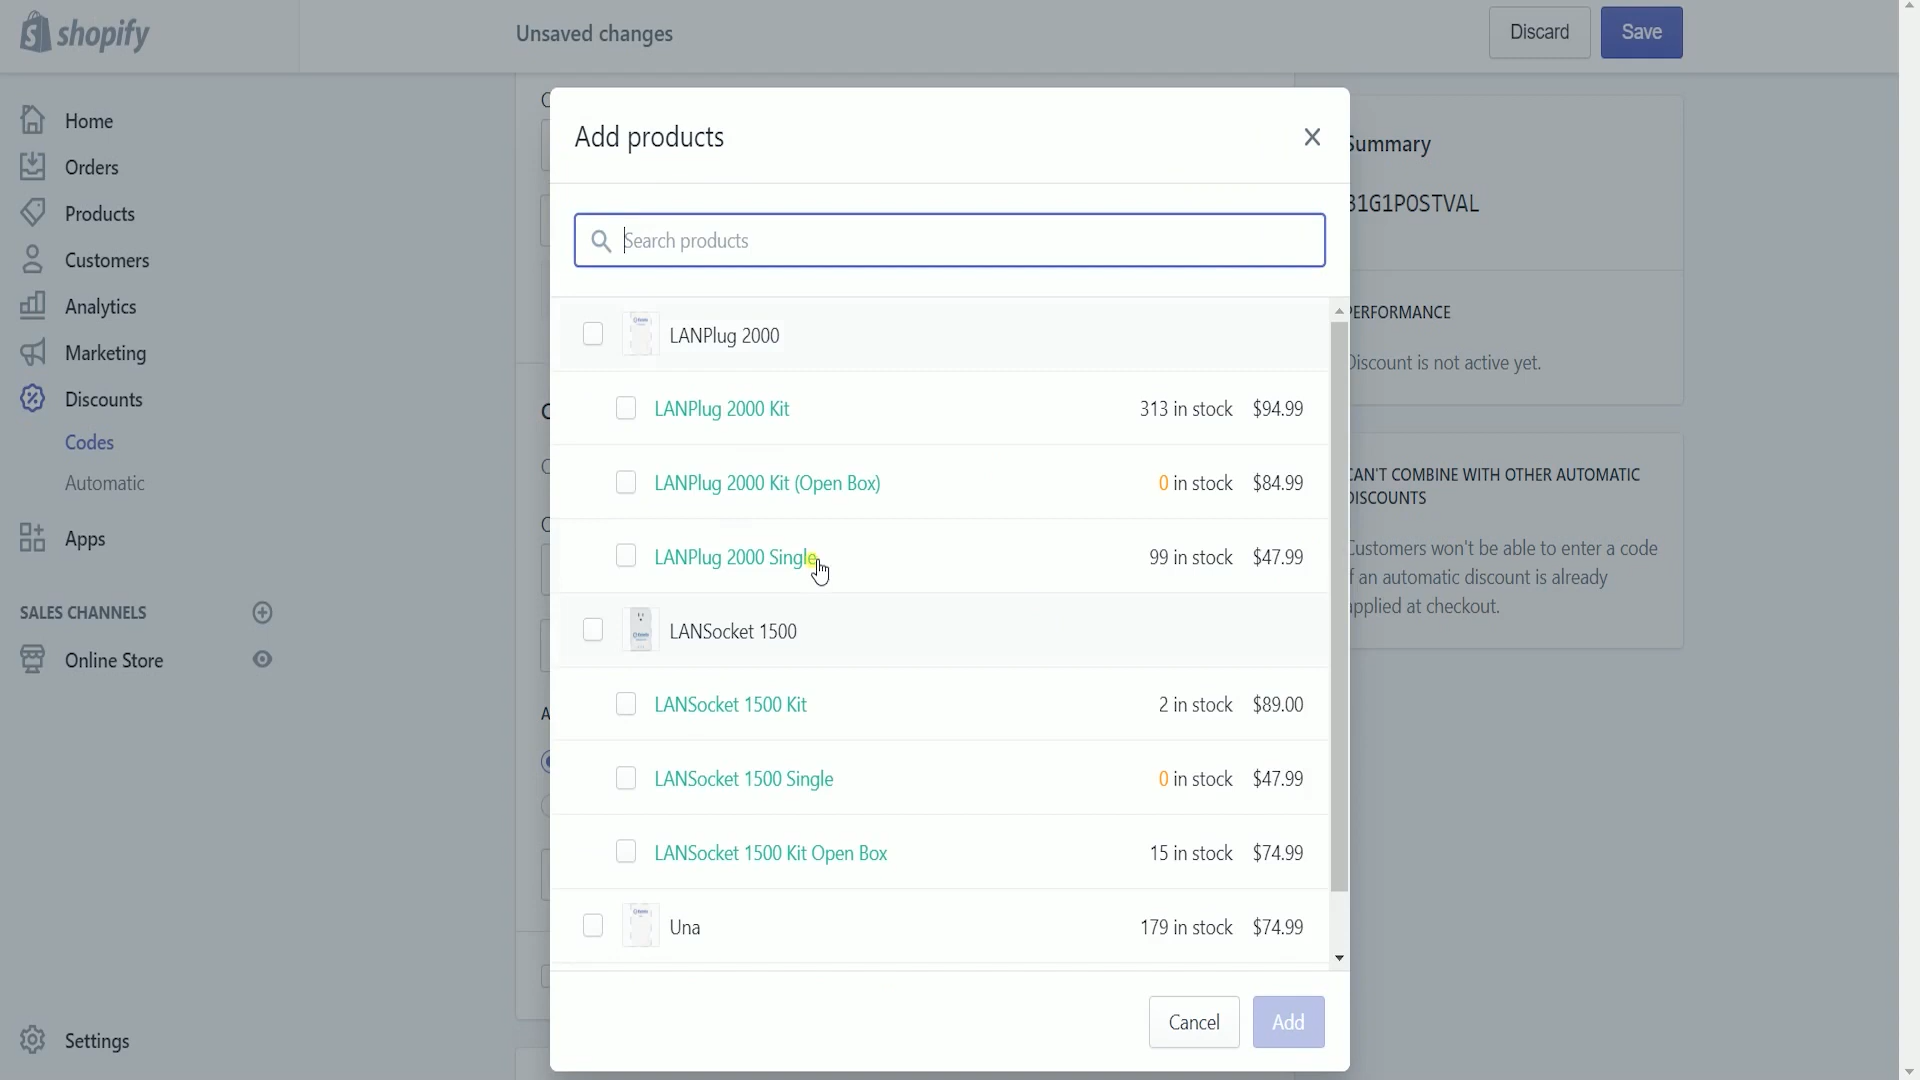 shopify
Unsaved changes
Discard
Save
Home
Orders
Products
Customers
Analytics
Marketing
Discounts
Codes
Automatic
Apps
SALES CHANNELS
Online Store
Settings
Add products
Search products
LANPlug 2000
LANPlug 2000 Kit 313 in stock $94.99
LANPlug 2000 Kit (Open Box) 0 in stock $84.99
LANPlug 2000 Single 99 in stock $47.99
LANSocket 1500
LANSocket 1500 Kit 2 in stock $89.00
LANSocket 1500 Single 0 in stock $47.99
LANSocket 1500 Kit Open Box 15 in stock $74.99
Una 179 in stock $74.99
Cancel
Add
Summary
B1G1POSTVAL
PERFORMANCE
Discount is not active yet.
CAN'T COMBINE WITH OTHER AUTOMATIC
DISCOUNTS
Customers won't be able to enter a code
if an automatic discount is already
applied at checkout.